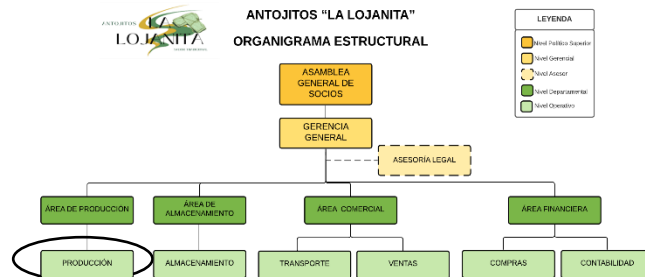 ANTOJITOS "LA LOJANITA"
ORGANIGRAMA ESTRUCTURAL
ANTOJITOS LA
LOJANITA
LEYENDA
Nivel Político Superior
Nivel Gerencial
Nivel Asesor
Nivel Departamental
Nivel Operativo
ASAMBLEA
GENERAL DE
SOCIOS
GERENCIA
GENERAL
ASESORÍA LEGAL
ÁREA DE PRODUCCIÓN
ÁREA DE
ALMACENAMIENTO
ÁREA COMERCIAL
ÁREA FINANCIERA
PRODUCCIÓN
ALMACENAMIENTO
TRANSPORTE
VENTAS
COMPRAS
CONTABILIDAD